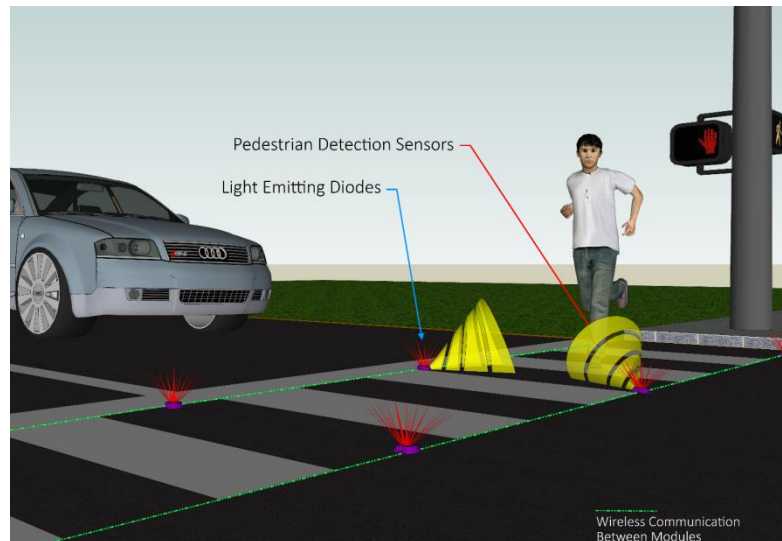 Pedestrian Detection Sensors
Light Emitting Diodes
Wireless Communication
Between Modules